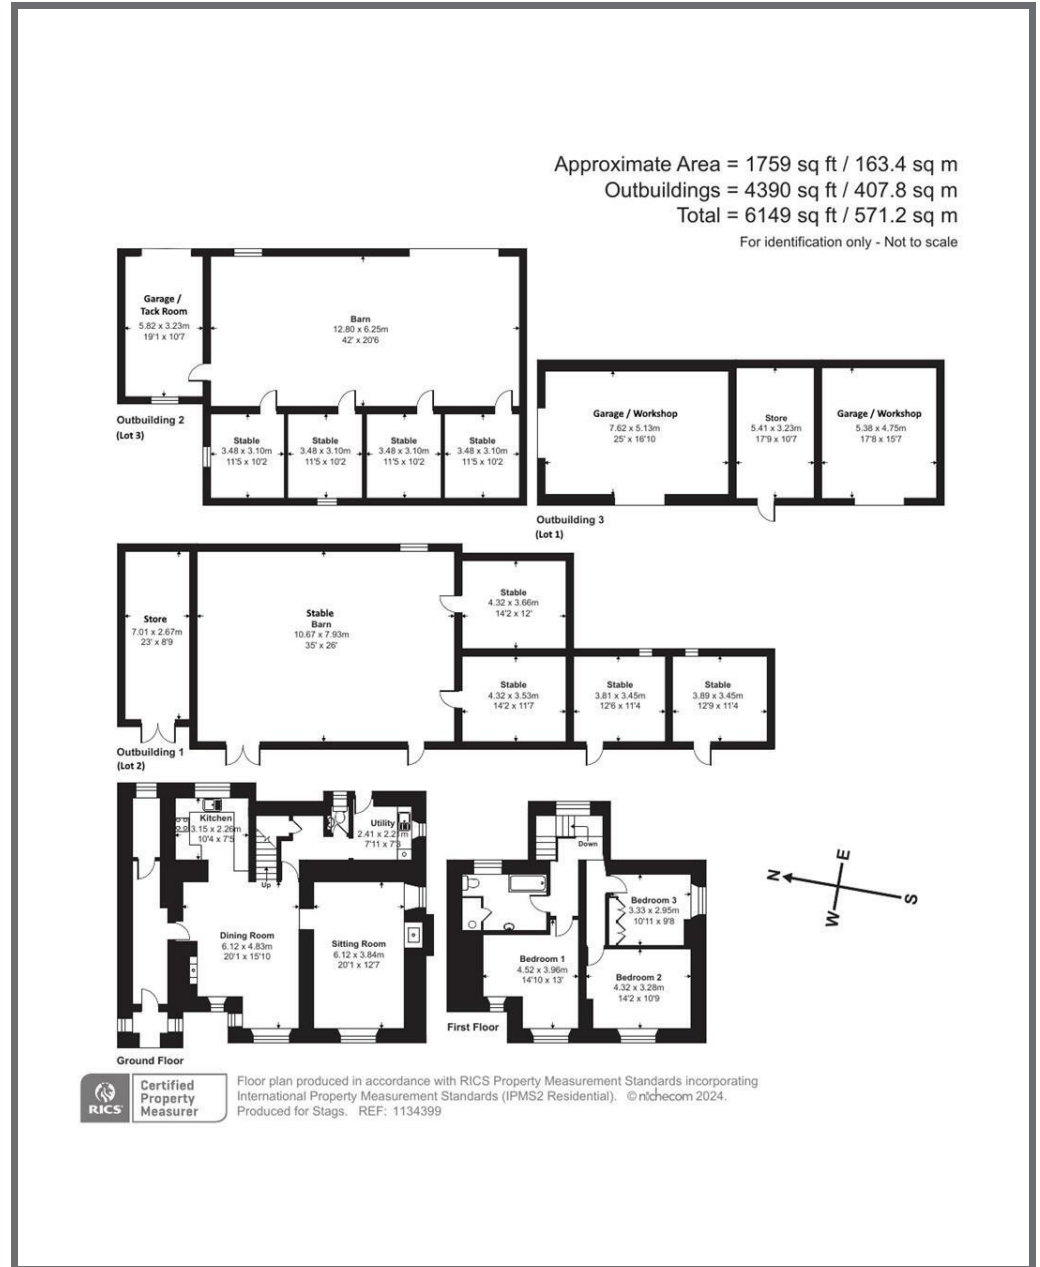 Approximate Area = 1759 sq ft / 163.4 sq m
Outbuildings = 4390 sq ft / 407.8 sq m
Total = 6149 sq ft / 571.2 sq m
For identification only - Not to scale
Garage /
Tack Room
5.82 x 3.23m
19'1 x 10'7
Barn
12.80 x 6.25m
42' x 20'6
Stable
3.48 x 3.10m
11'5 x 10'2
Stable
3.48 x 3.10m
11'5 x 10'2
Stable
3.48 x 3.10m
11'5 x 10'2
Stable
3.48 x 3.10m
11'5 x 10'2
Outbuilding 2
(Lot 3)
Garage / Workshop
7.62 x 5.13m
25' x 16'10
Store
5.41 x 3.23m
17'9 x 10'7
Garage / Workshop
5.38 x 4.75m
17'8 x 15'7
Outbuilding 3
(Lot 1)
Store
7.01 x 2.67m
23' x 8'9
Stable
Barn
10.67 x 7.93m
35' x 26'
Stable
4.32 x 3.66m
14'2 x 12'
Stable
4.32 x 3.53m
14'2 x 11'7
Stable
3.81 x 3.45m
12'6 x 11'4
Stable
3.89 x 3.45m
12'9 x 11'4
Outbuilding 1
(Lot 2)
Kitchen
3.15 x 2.26m
10'4 x 7'5
Utility
2.41 x 2.21m
7'11 x 7'3
Up
Dining Room
6.12 x 4.83m
20'1 x 15'10
Sitting Room
6.12 x 3.84m
20'1 x 12'7
Ground Floor
Down
Bedroom 3
3.33 x 2.95m
10'11 x 9'8
Bedroom 1
4.52 x 3.96m
14'10 x 13'
Bedroom 2
4.32 x 3.28m
14'2 x 10'9
First Floor
N
E
S
W
RICS
Certified
Property
Measurer
Floor plan produced in accordance with RICS Property Measurement Standards incorporating
International Property Measurement Standards (IPMS2 Residential). © nıchecom 2024.
Produced for Stags. REF: 1134399